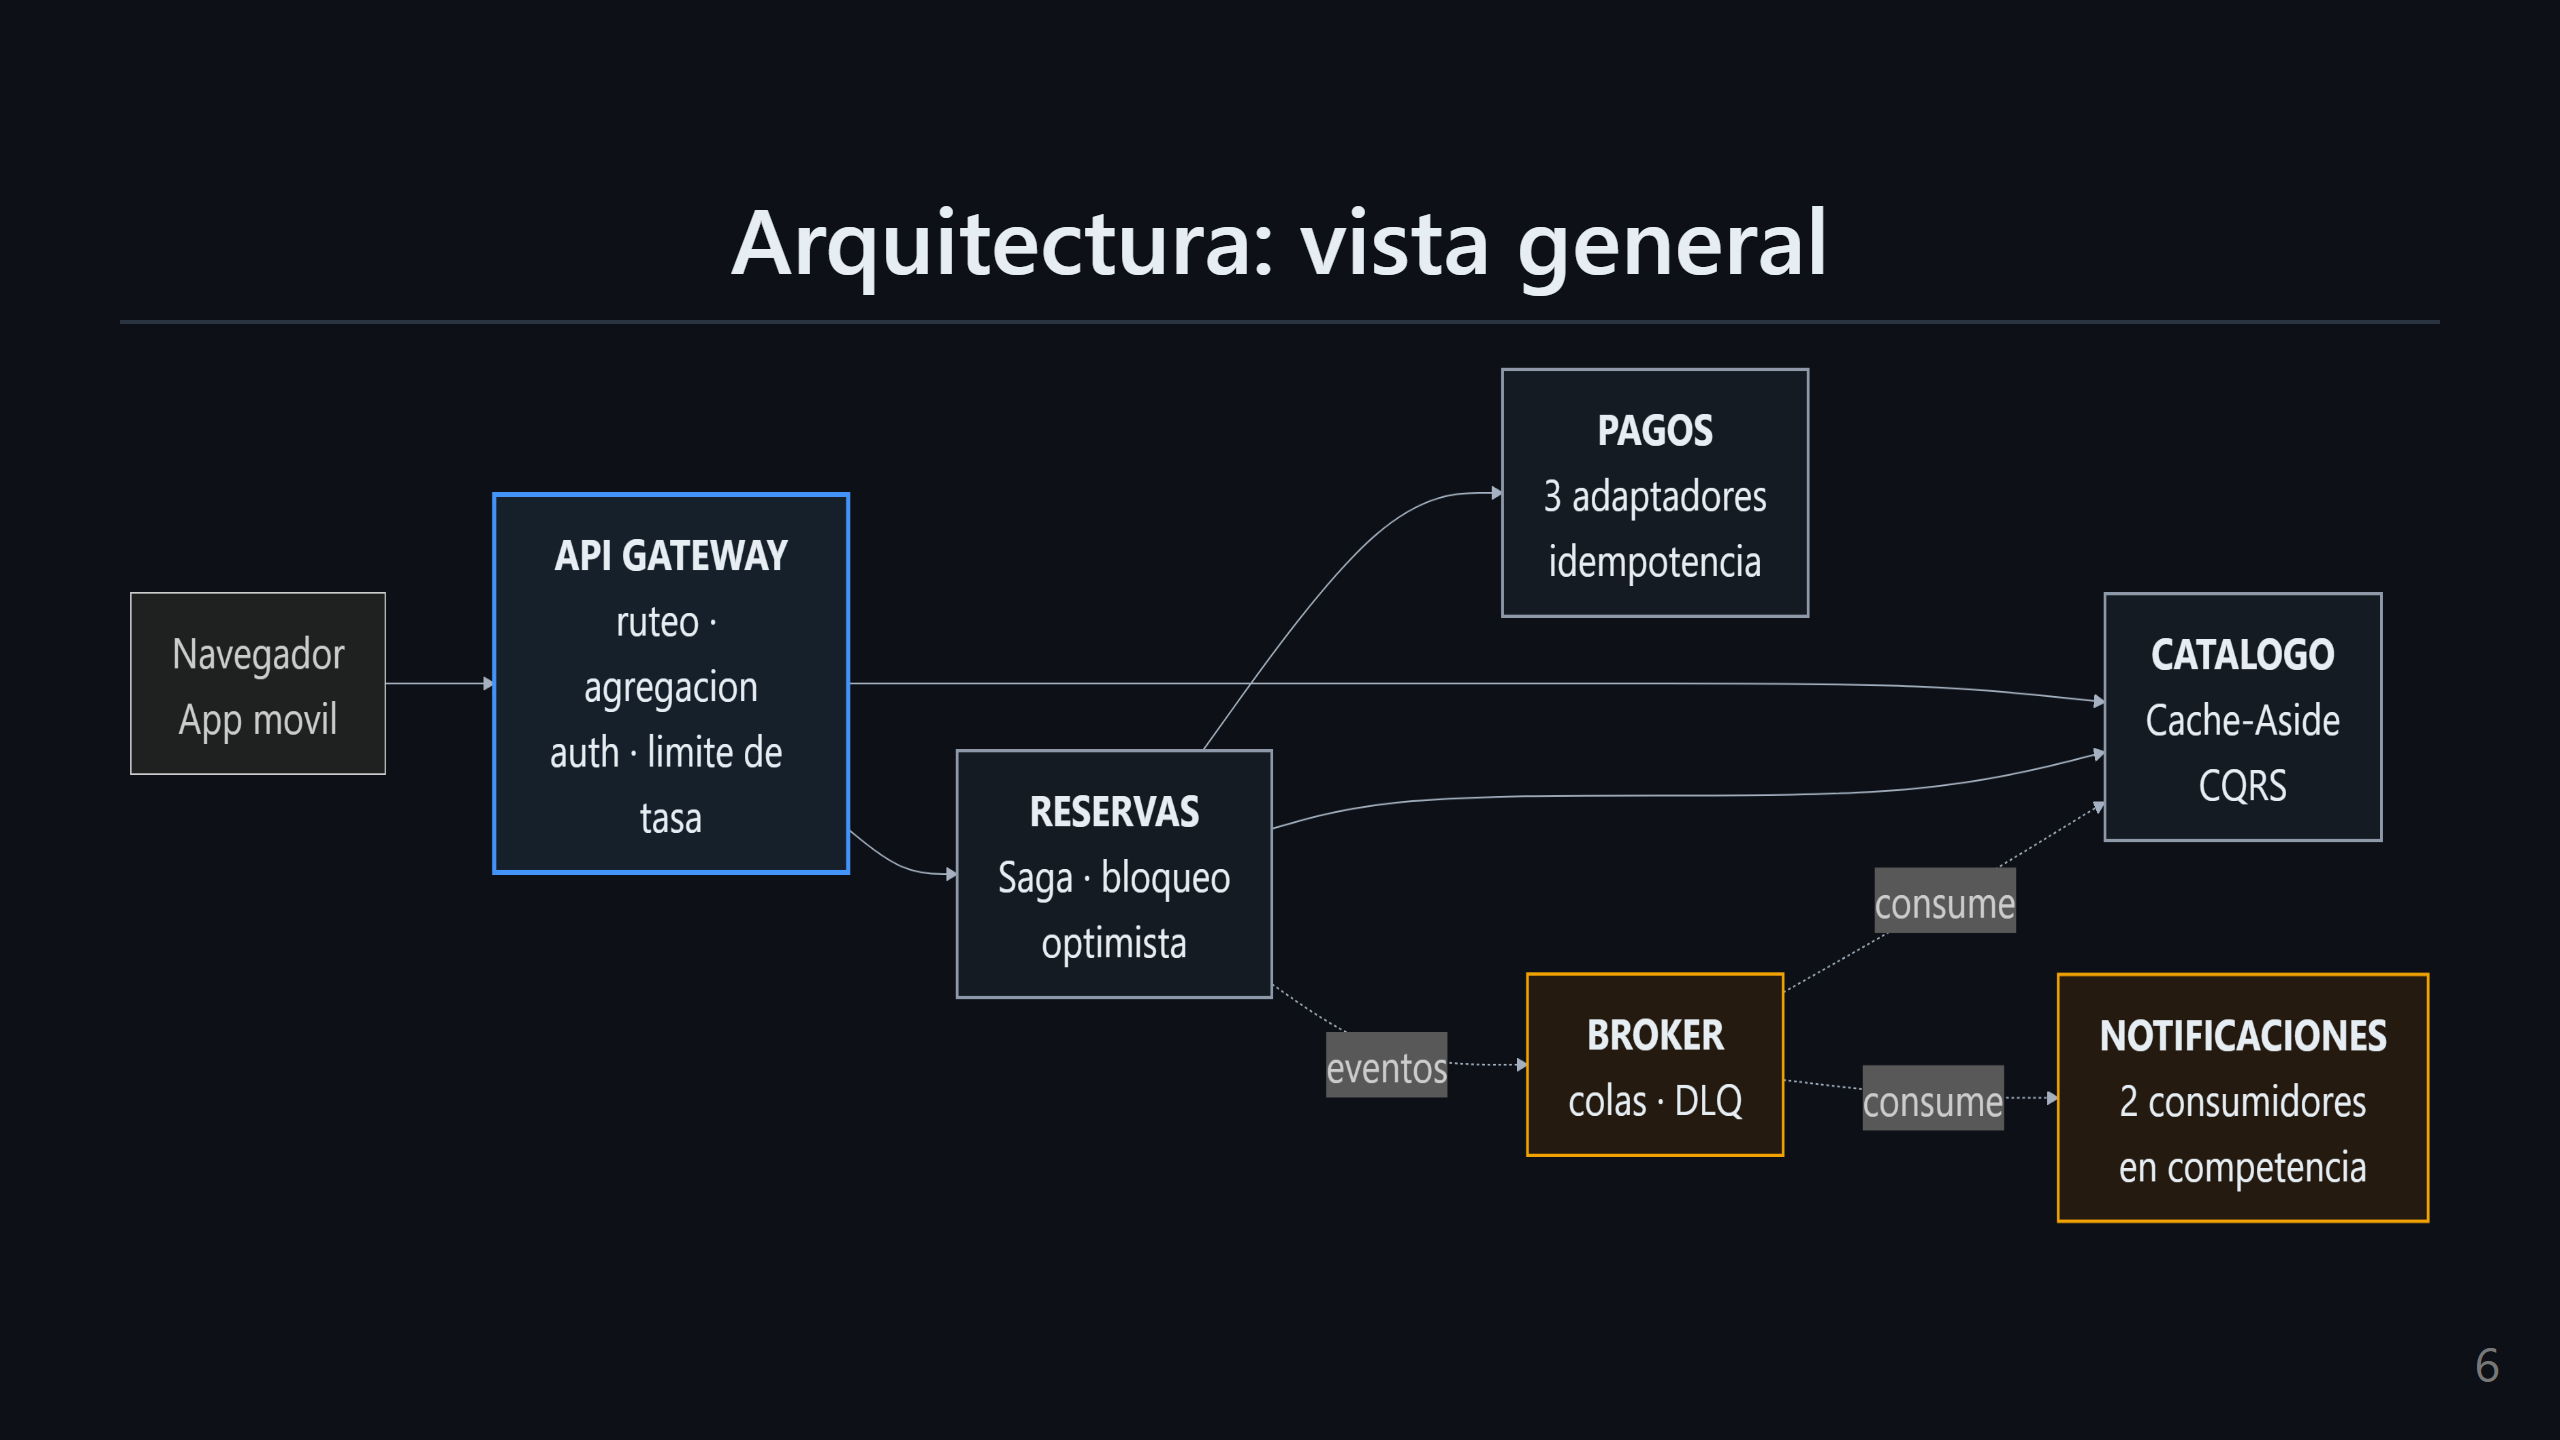 Arquitectura: vista general
Navegador
App movil
API GATEWAY
ruteo ·
agregacion
auth · limite de
tasa
RESERVAS
Saga · bloqueo
optimista
PAGOS
3 adaptadores
idempotencia
eventos
BROKER
colas · DLQ
consume
consume
CATALOGO
Cache-Aside
CQRS
NOTIFICACIONES
2 consumidores
en competencia
6